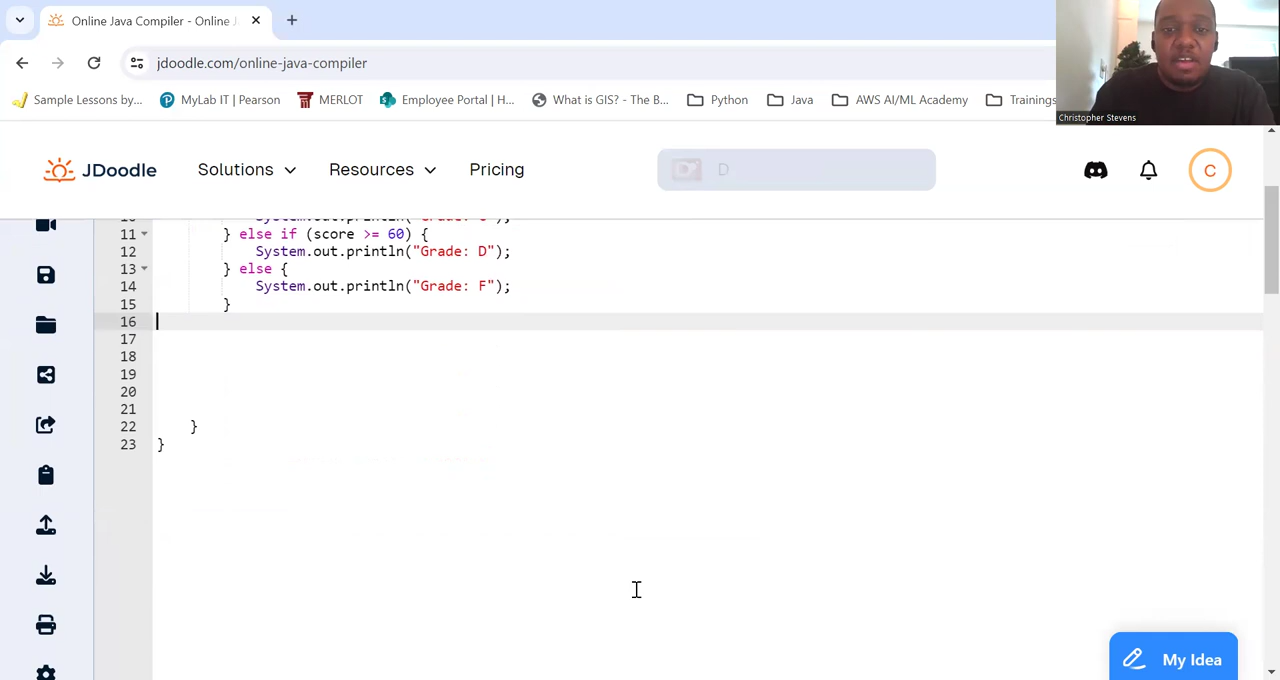 Online Java Compiler - Online J
jdoodle.com/online-java-compiler
Sample Lessons by...
MyLab IT | Pearson
MERLOT
Employee Portal | H...
What is GIS? - The B...
Python
Java
AWS AI/ML Academy
Trainings
Christopher Stevens
JDoodle
Solutions
Resources
Pricing
D
C
11 } else if (score >= 60) {
12 System.out.println("Grade: D");
13 } else {
14 System.out.println("Grade: F");
15 }
16
17
18
19
20
21
22 }
23 }
My Idea